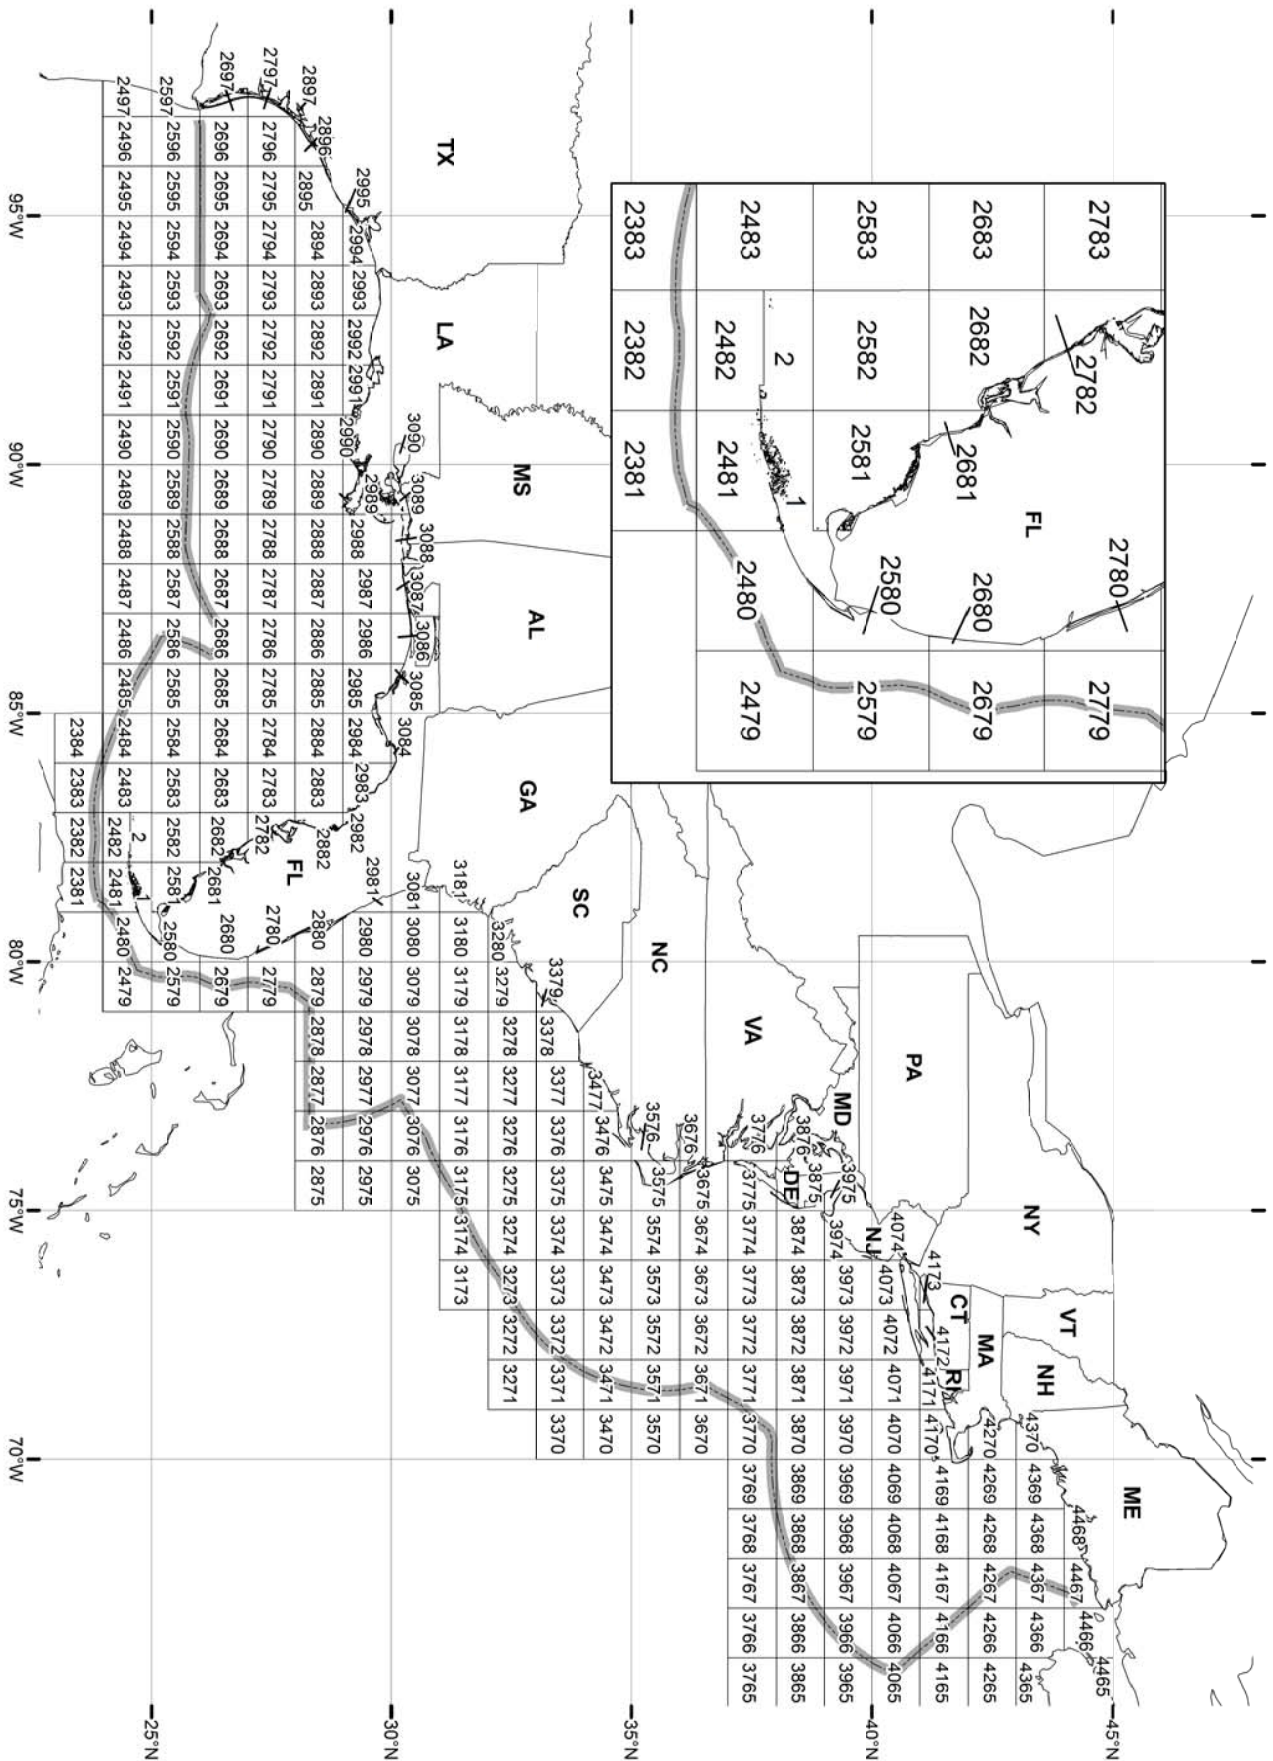 45°N
40°N
35°N
30°N
25°N
95°W
90°W
85°W
80°W
75°W
70°W
ME
VT
NH
NY
MA
CT
RI
PA
NJ
MD
DE
VA
NC
SC
GA
AL
MS
LA
TX
FL
2783 2782 2780 2779
FL
2683 2682 2681 2680 2679
2583 2582 2581 2580 2579
2 1
2483 2482 2481 2480 2479
2383 2382 2381
4468 4467 4466 4465
4370 4369 4368 4367 4366 4365
4270 4269 4268 4267 4266 4265
4173 4172 4171 4170 4169 4168 4167 4166 4165
4074 4073 4072 4071 4070 4069 4068 4067 4066 4065
3975 3974 3973 3972 3971 3970 3969 3968 3967 3966 3965
3876 3875 3874 3873 3872 3871 3870 3869 3868 3867 3866 3865
3776 3775 3774 3773 3772 3771 3770 3769 3768 3767 3766 3765
3676 3675 3674 3673 3672 3671 3670
3576 3575 3574 3573 3572 3571 3570
3477 3476 3475 3474 3473 3472 3471 3470
3379 3378 3377 3376 3375 3374 3373 3372 3371 3370
3280 3279 3278 3277 3276 3275 3274 3273 3272 3271
3181 3180 3179 3178 3177 3176 3175 3174 3173
3090 3089 3088 3087 3086 3085 3084 3081 3080 3079 3078 3077 3076 3075
2995 2994 2993 2992 2991 2990 2989 2988 2987 2986 2985 2984 2983 2982 2981 2980 2979 2978 2977 2976 2975
2897 2896 2895 2894 2893 2892 2891 2890 2889 2888 2887 2886 2885 2884 2883 2882 2880 2879 2878 2877 2876 2875
2797 2796 2795 2794 2793 2792 2791 2790 2789 2788 2787 2786 2785 2784 2783 2782 2780 2779
2697 2696 2695 2694 2693 2692 2691 2690 2689 2688 2687 2686 2685 2684 2683 2682 2681 2680 2679
2597 2596 2595 2594 2593 2592 2591 2590 2589 2588 2587 2586 2585 2584 2583 2582 2581 2580 2579
2 1
2497 2496 2495 2494 2493 2492 2491 2490 2489 2488 2487 2486 2485 2484 2483 2482 2481 2480 2479
2384 2383 2382 2381